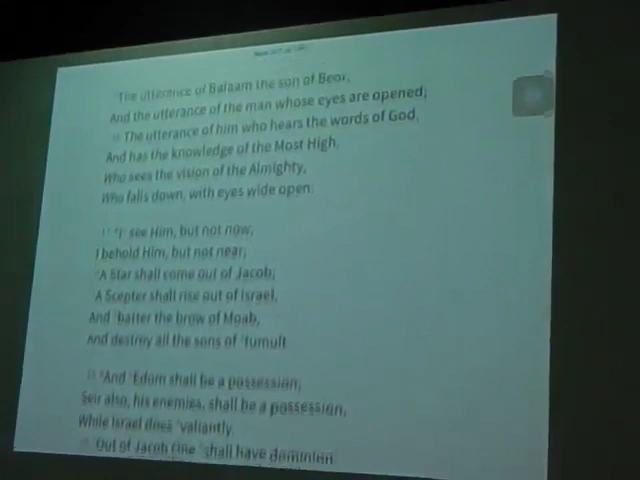 "The utterance of Balaam the son of Beor,
And the utterance of the man whose eyes are opened;
16 The utterance of him who hears the words of God,
And has the knowledge of the Most High,
Who sees the vision of the Almighty,
Who falls down, with eyes wide open:
17 "I see Him, but not now;
I behold Him, but not near;
A Star shall come out of Jacob;
A Scepter shall rise out of Israel,
And batter the brow of Moab,
And destroy all the sons of tumult.
18 "And Edom shall be a possession;
Seir also, his enemies, shall be a possession,
While Israel does valiantly.
19 Out of Jacob One shall have dominion